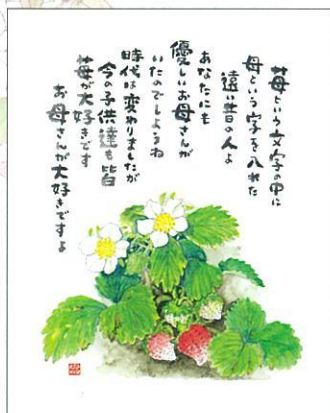 苺という文字の中に
母という字を入れた
遠い昔の人よ
あなたにも
優しいお母さんが
いたのでしょうね
時代は変わりましたが
今の子供達も皆
苺が大好きです
お母さんが大好きですよ